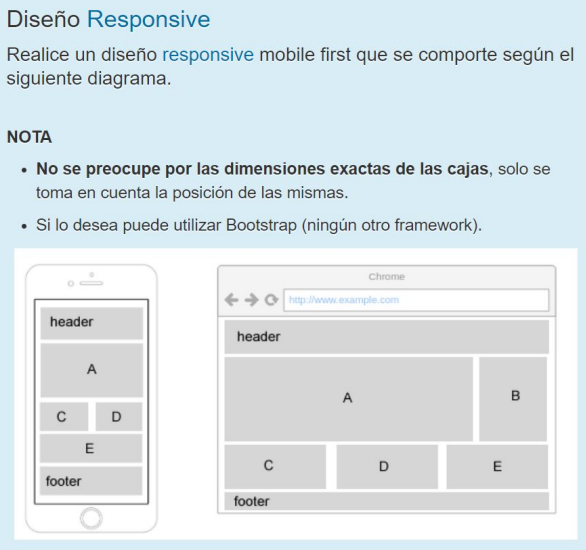 Diseño Responsive
Realice un diseño responsive mobile first que se comporte según el
siguiente diagrama.
NOTA
• No se preocupe por las dimensiones exactas de las cajas, solo se
toma en cuenta la posición de las mismas.
• Si lo desea puede utilizar Bootstrap (ningún otro framework).
header
A
C D
E
footer
Chrome
http://www.example.com
header
A B
C D E
footer